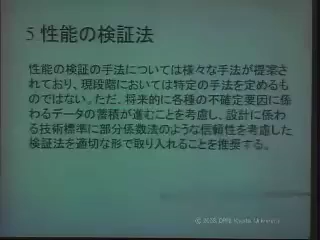 5 性能の検証法
性能の検証の手法については様々な手法が提案さ
れており、現段階においては特定の手法を定めるも
のではない。ただ、将来的に各種の不確定要因に係
わるデータの蓄積が進むことを考慮し、設計に係わ
る技術標準に部分係数法のような信頼性を考慮した
検証法を適切な形で取り入れることを推奨する。